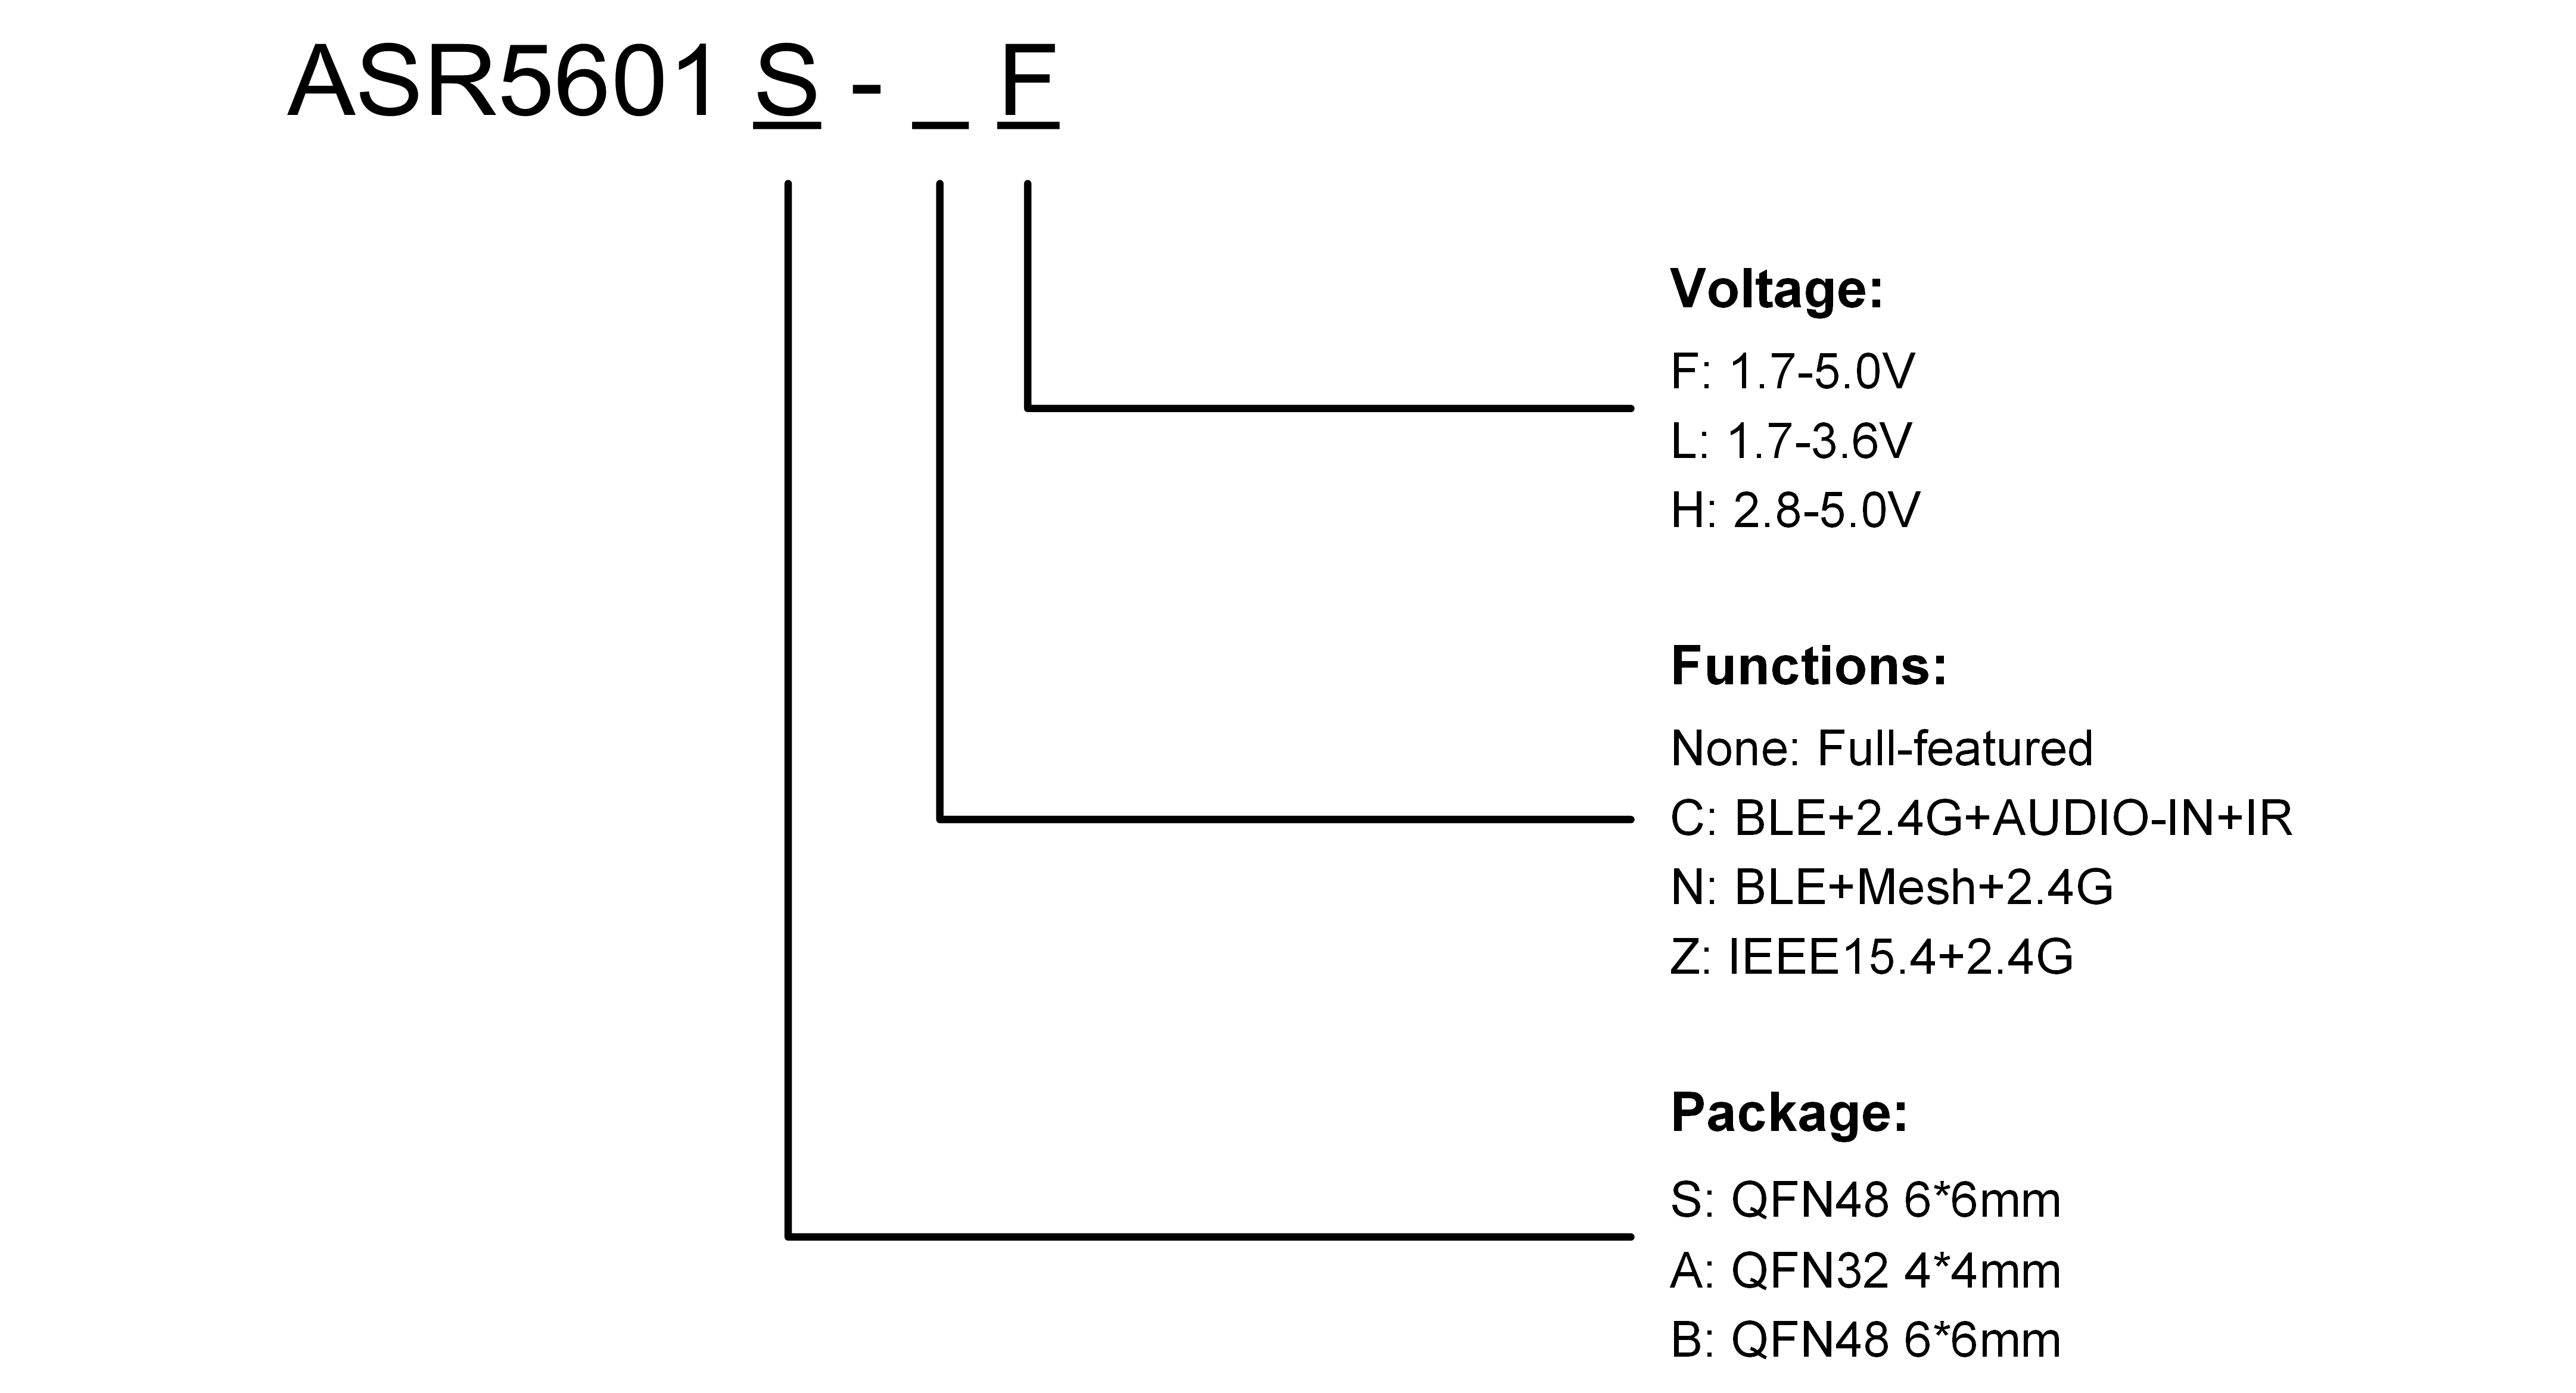 ASR5601 S - _ F
Voltage:
F: 1.7-5.0V
L: 1.7-3.6V
H: 2.8-5.0V
Functions:
None: Full-featured
C: BLE+2.4G+AUDIO-IN+IR
N: BLE+Mesh+2.4G
Z: IEEE15.4+2.4G
Package:
S: QFN48 6*6mm
A: QFN32 4*4mm
B: QFN48 6*6mm